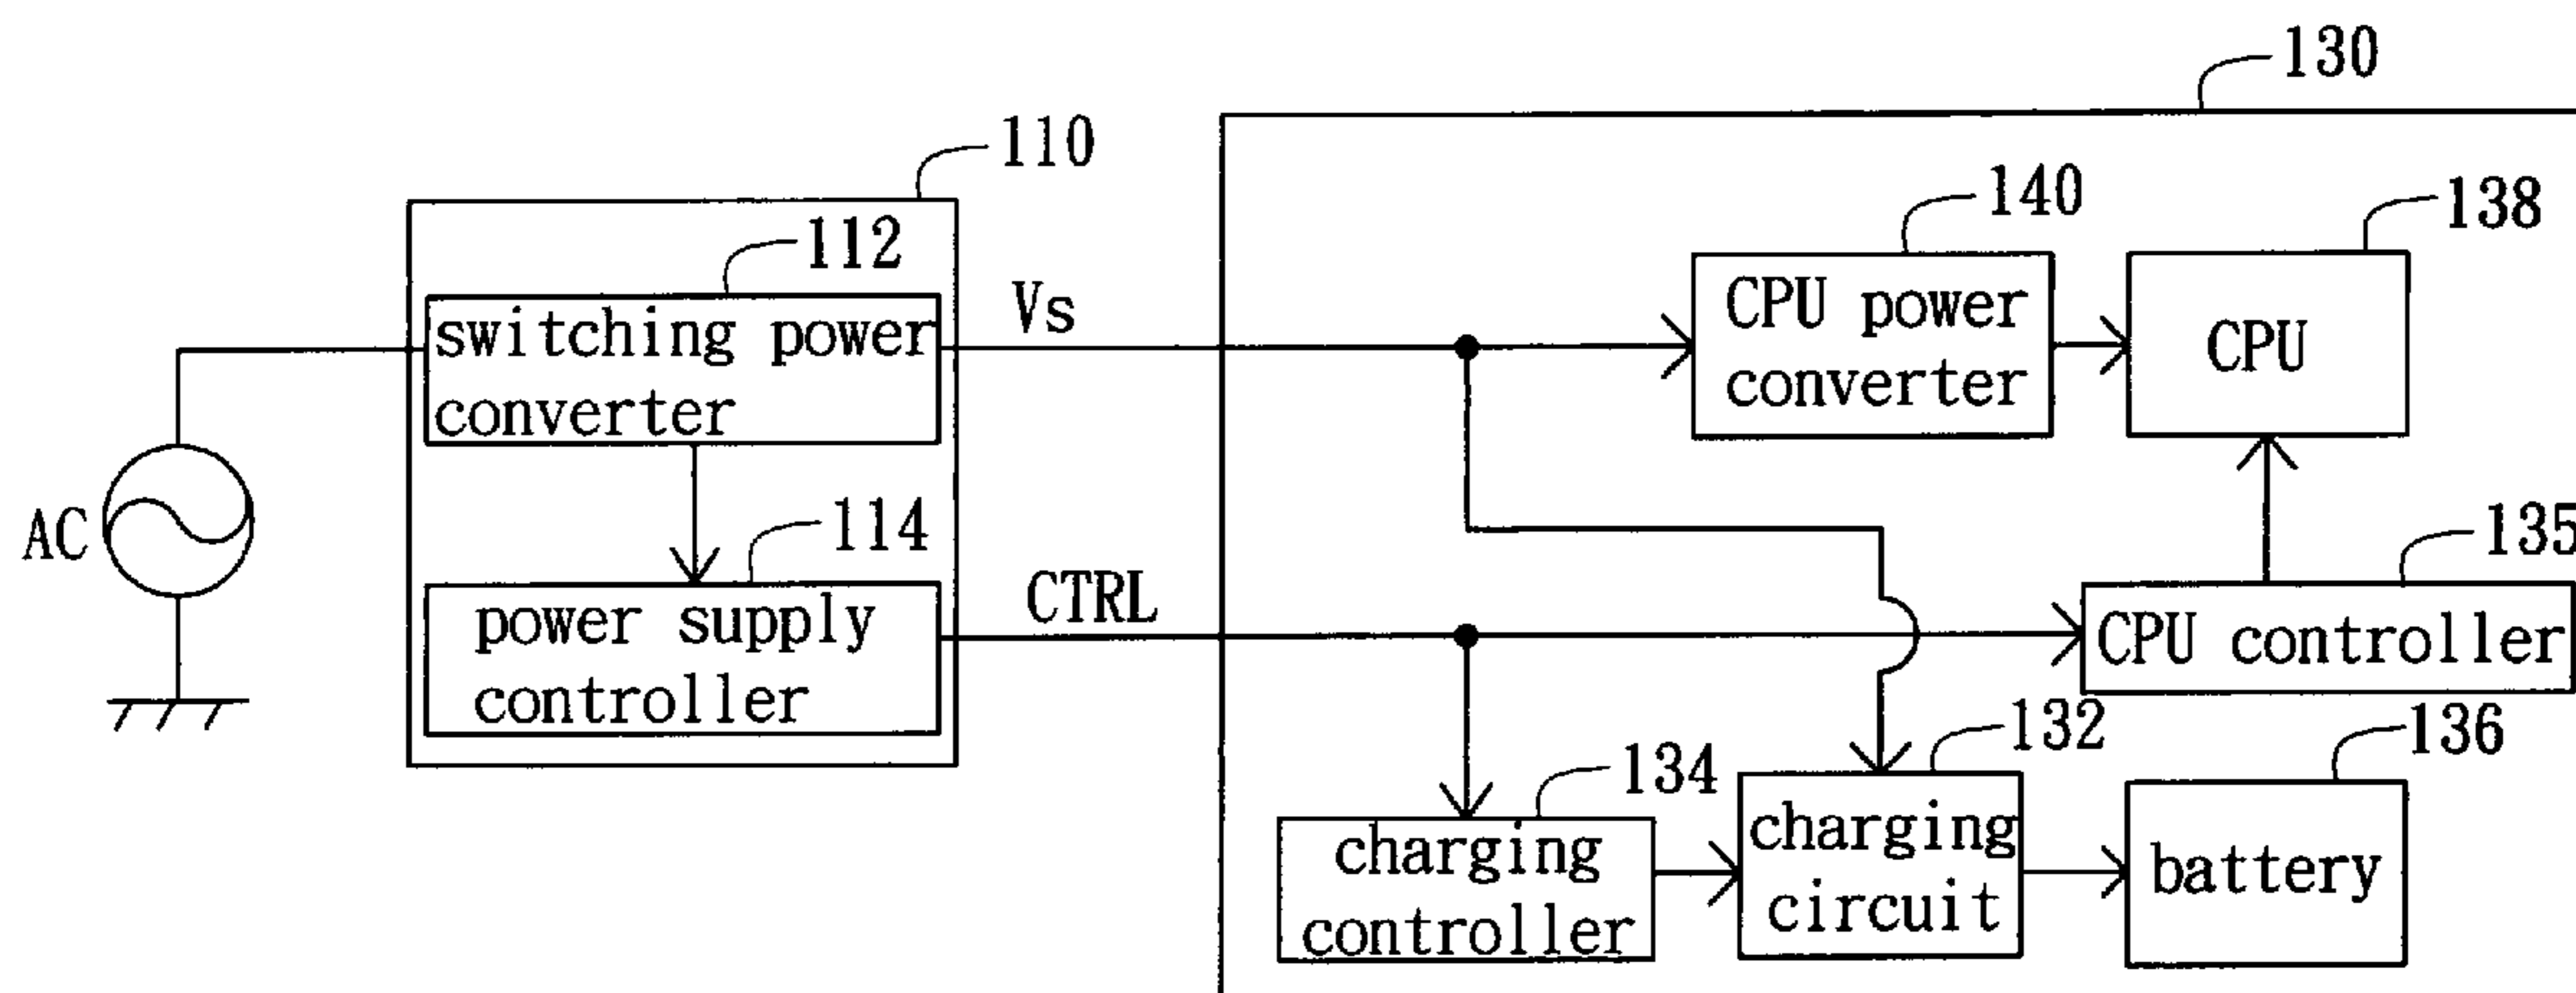 130
110
140
138
112
Vs
switching power
converter
CPU power
converter
CPU
AC
114
135
CTRL
power supply
controller
CPU controller
134
132
136
charging
controller
charging
circuit
battery